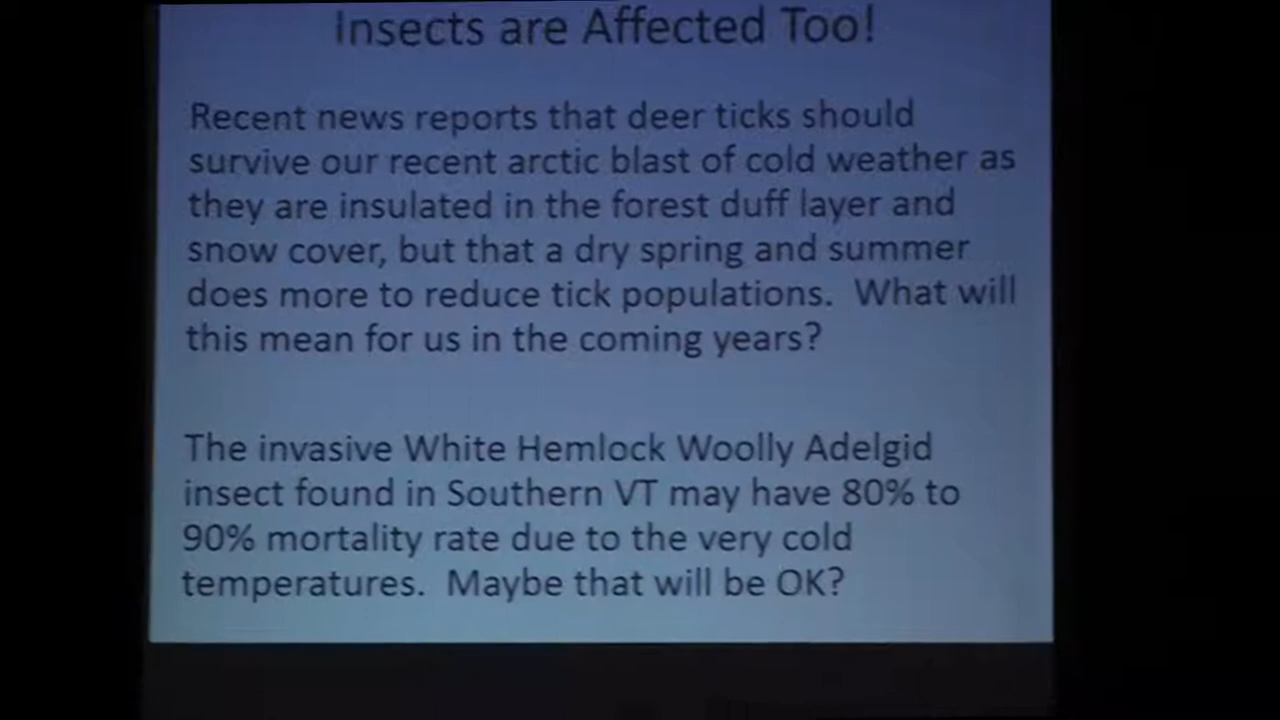 Insects are Affected Too!
Recent news reports that deer ticks should
survive our recent arctic blast of cold weather as
they are insulated in the forest duff layer and
snow cover, but that a dry spring and summer
does more to reduce tick populations.  What will
this mean for us in the coming years?
The invasive White Hemlock Woolly Adelgid
insect found in Southern VT may have 80% to
90% mortality rate due to the very cold
temperatures.  Maybe that will be OK?